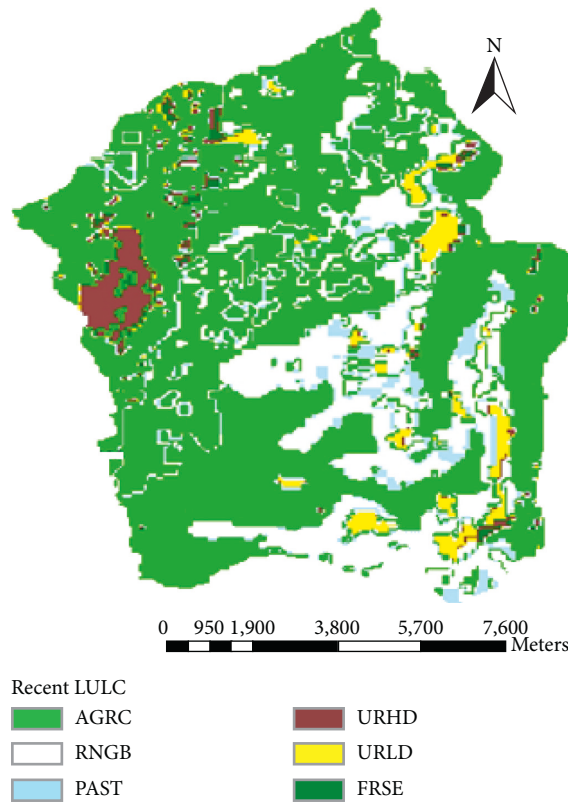 N
0 950 1,900 3,800 5,700 7,600
Meters
Recent LULC
AGRC
RNGB
PAST
URHD
URLD
FRSE